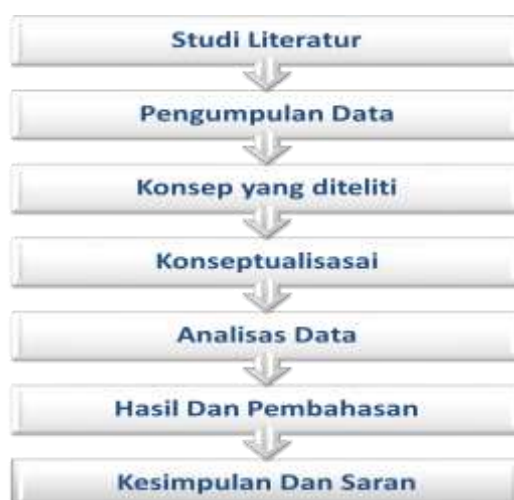 Studi Literatur
Pengumpulan Data
Konsep yang diteliti
Konseptualisasai
Analisas Data
Hasil Dan Pembahasan
Kesimpulan Dan Saran